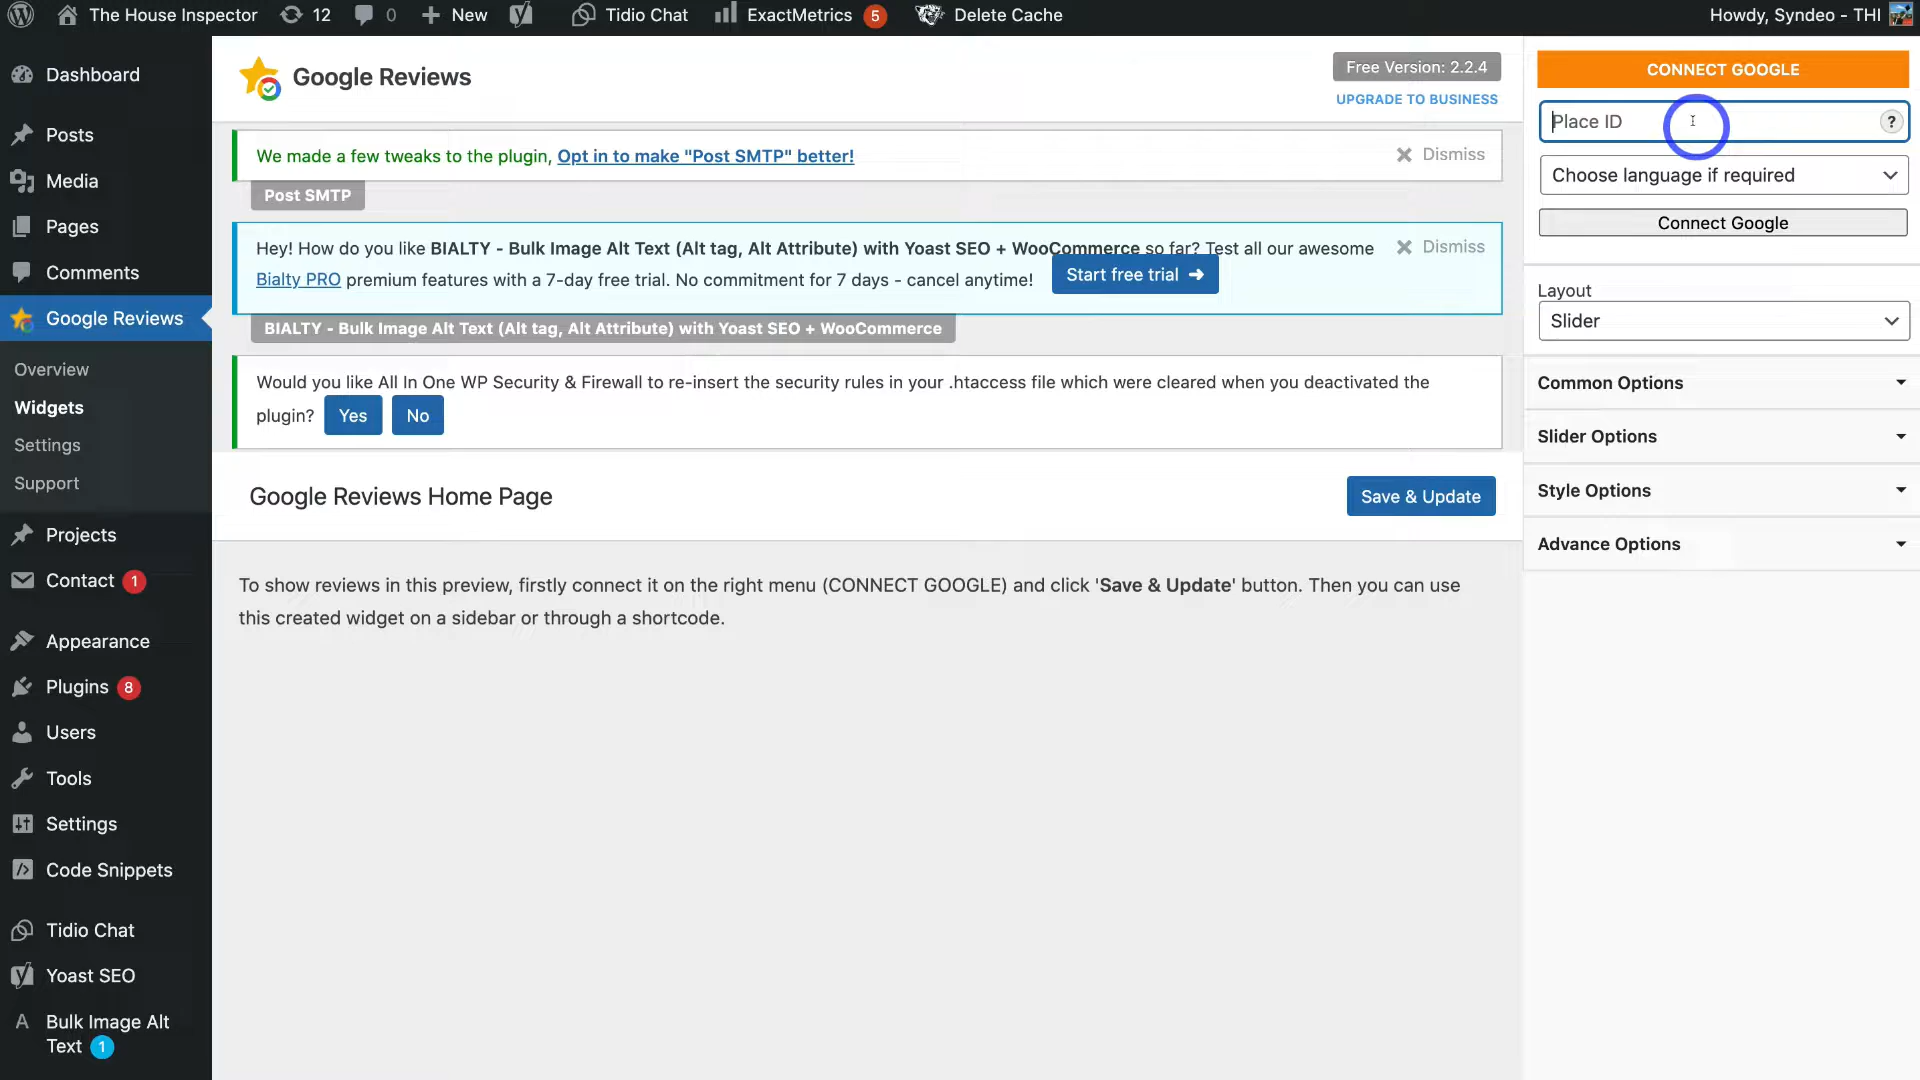 The House Inspector
12
0
New
Tidio Chat
ExactMetrics 5
Delete Cache
Howdy, Syndeo - THI
Dashboard
Posts
Media
Pages
Comments
Google Reviews
Overview
Widgets
Settings
Support
Projects
Contact 1
Appearance
Plugins 8
Users
Tools
Settings
Code Snippets
Tidio Chat
Yoast SEO
Bulk Image Alt
Text 1
Google Reviews
Free Version: 2.2.4
UPGRADE TO BUSINESS
We made a few tweaks to the plugin, Opt in to make "Post SMTP" better!
Dismiss
Post SMTP
Hey! How do you like BIALTY - Bulk Image Alt Text (Alt tag, Alt Attribute) with Yoast SEO + WooCommerce so far? Test all our awesome
Dismiss
Bialty PRO premium features with a 7-day free trial. No commitment for 7 days - cancel anytime!
Start free trial ➜
BIALTY - Bulk Image Alt Text (Alt tag, Alt Attribute) with Yoast SEO + WooCommerce
Would you like All In One WP Security & Firewall to re-insert the security rules in your .htaccess file which were cleared when you deactivated the
plugin? Yes No
Google Reviews Home Page
Save & Update
To show reviews in this preview, firstly connect it on the right menu (CONNECT GOOGLE) and click 'Save & Update' button. Then you can use
this created widget on a sidebar or through a shortcode.
CONNECT GOOGLE
Place ID
?
Choose language if required
Connect Google
Layout
Slider
Common Options
Slider Options
Style Options
Advance Options